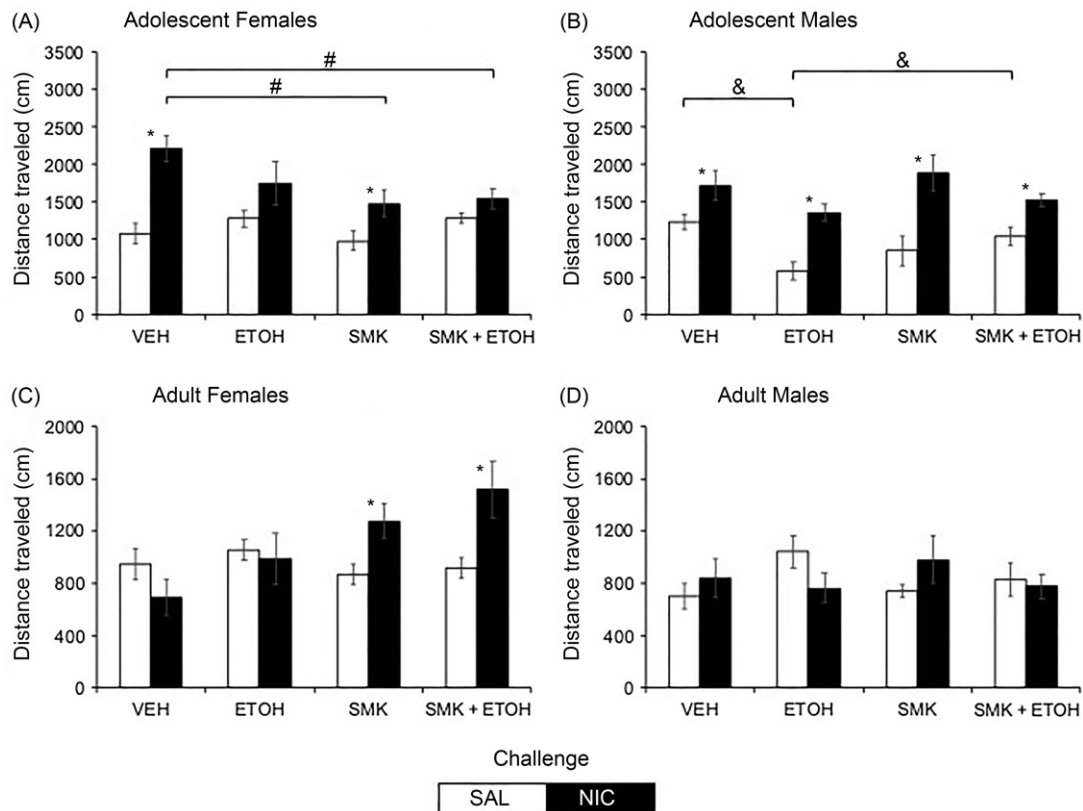 (A) Adolescent Females
Distance traveled (cm)
3500
3000
2500
2000
1500
1000
500
0
#
#
*
*
VEH ETOH SMK SMK + ETOH
(B) Adolescent Males
Distance traveled (cm)
3500
3000
2500
2000
1500
1000
500
0
&
&
*
*
*
*
VEH ETOH SMK SMK + ETOH
(C) Adult Females
Distance traveled (cm)
2000
1600
1200
800
400
0
*
*
VEH ETOH SMK SMK + ETOH
(D) Adult Males
Distance traveled (cm)
2000
1600
1200
800
400
0
VEH ETOH SMK SMK + ETOH
Challenge
SAL NIC